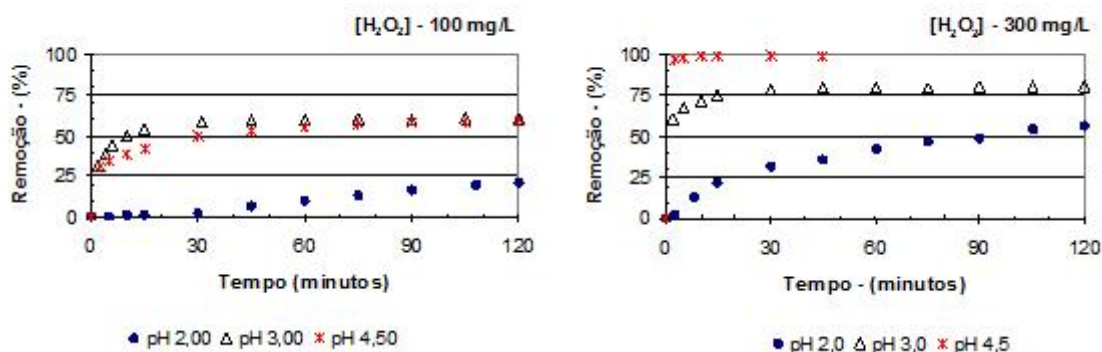 [H₂O₂] - 100 mg/L
Remoção - (%)
100
75
50
25
0
0 30 60 90 120
Tempo (minutos)
pH 2,00 pH 3,00 pH 4,50
[H₂O₂] - 300 mg/L
Remoção - (%)
100
75
50
25
0
0 30 60 90 120
Tempo - (minutos)
pH 2,0 pH 3,0 pH 4,5